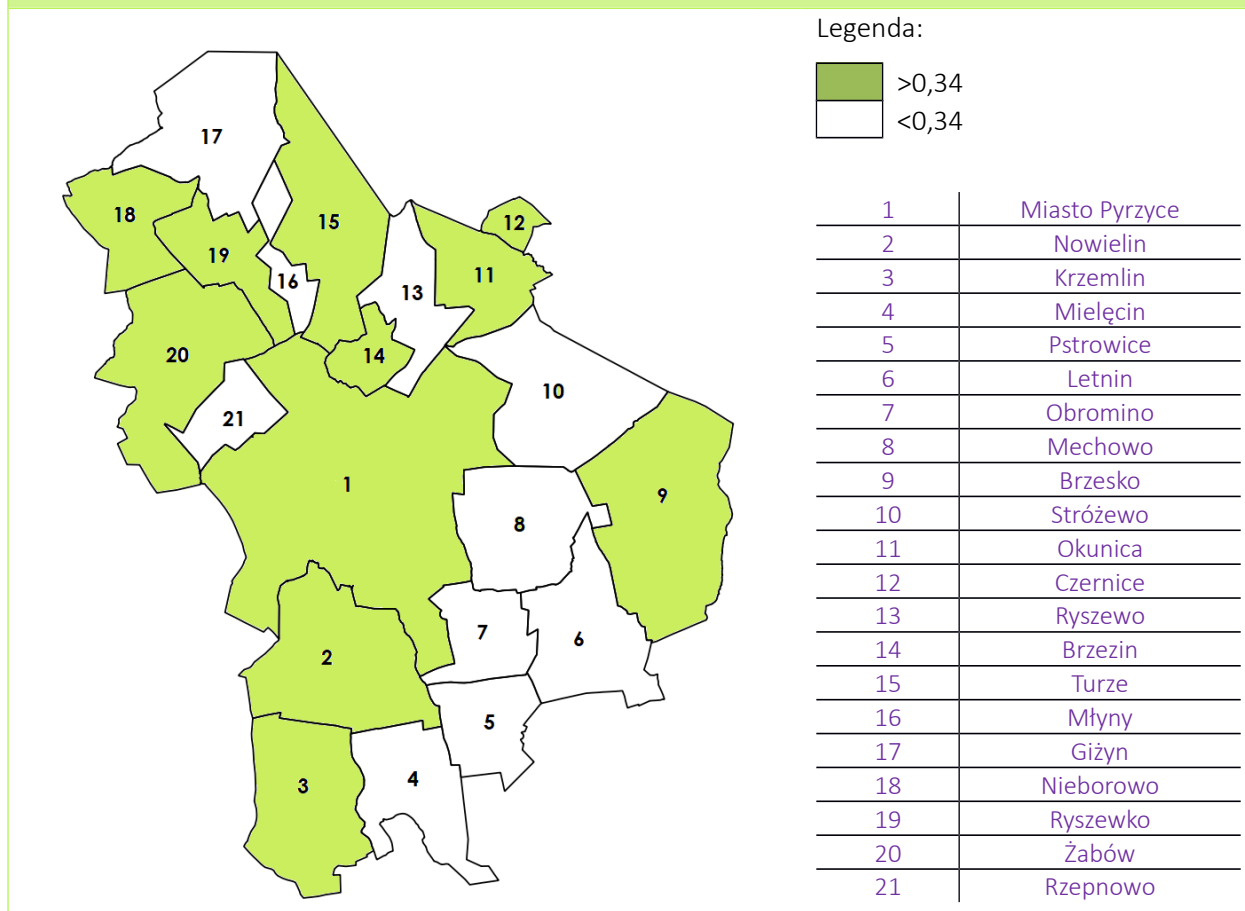 Legenda:
>0,34
<0,34
17
18
15
12
19
11
16
13
20
14
10
21
1
9
8
7
6
2
5
4
3
1 Miasto Pyrzyce
2 Nowielin
3 Krzemlin
4 Mielęcin
5 Pstrowice
6 Letnin
7 Obromino
8 Mechowo
9 Brzesko
10 Stróżewo
11 Okunica
12 Czernice
13 Ryszewo
14 Brzezin
15 Turze
16 Młyny
17 Giżyn
18 Nieborowo
19 Ryszewko
20 Żabów
21 Rzepnowo